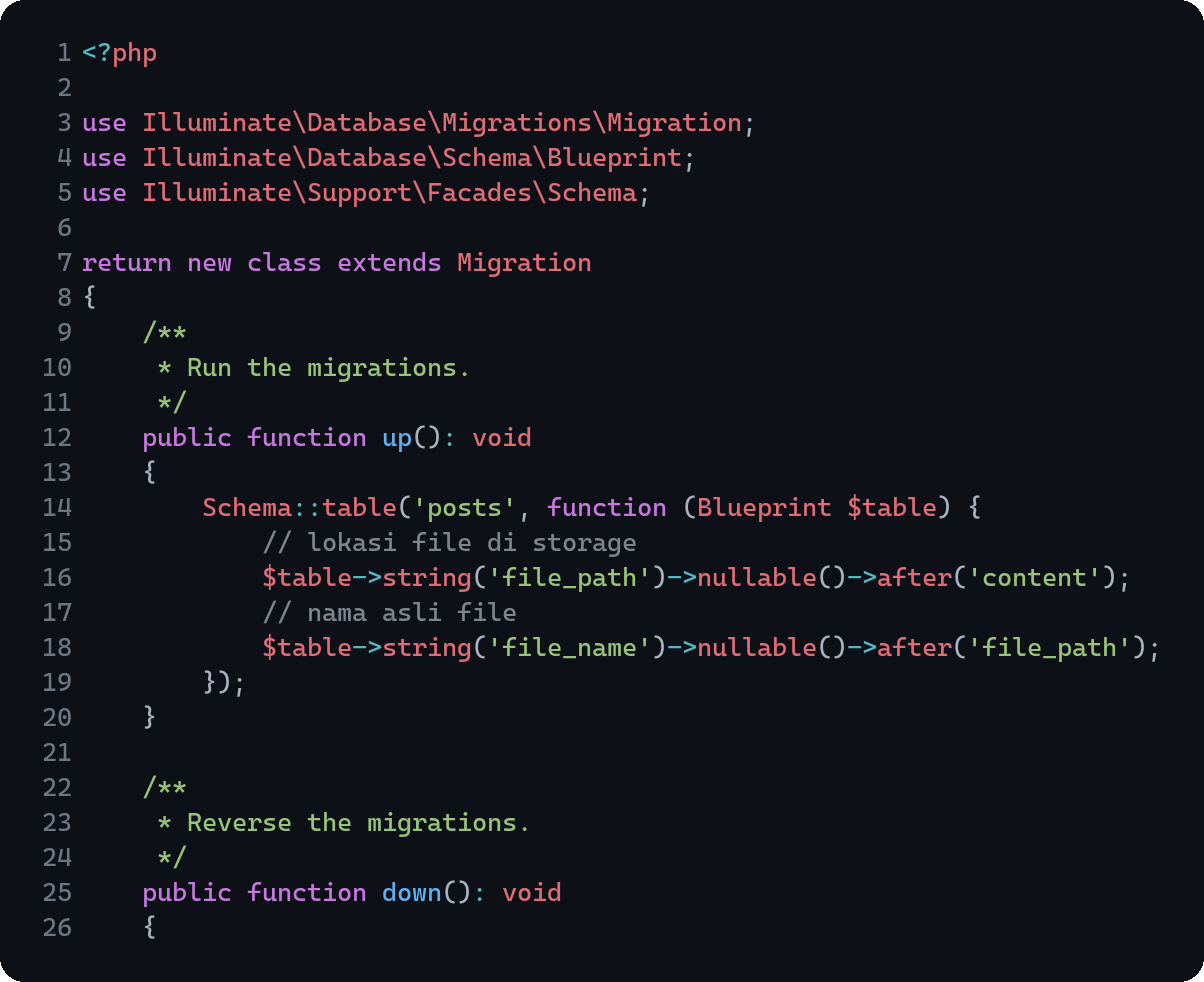 1 <?php
2
3 use Illuminate\Database\Migrations\Migration;
4 use Illuminate\Database\Schema\Blueprint;
5 use Illuminate\Support\Facades\Schema;
6
7 return new class extends Migration
8 {
9     /**
10      * Run the migrations.
11      */
12     public function up(): void
13     {
14         Schema::table('posts', function (Blueprint $table) {
15             // lokasi file di storage
16             $table->string('file_path')->nullable()->after('content');
17             // nama asli file
18             $table->string('file_name')->nullable()->after('file_path');
19         });
20     }
21
22     /**
23      * Reverse the migrations.
24      */
25     public function down(): void
26     {